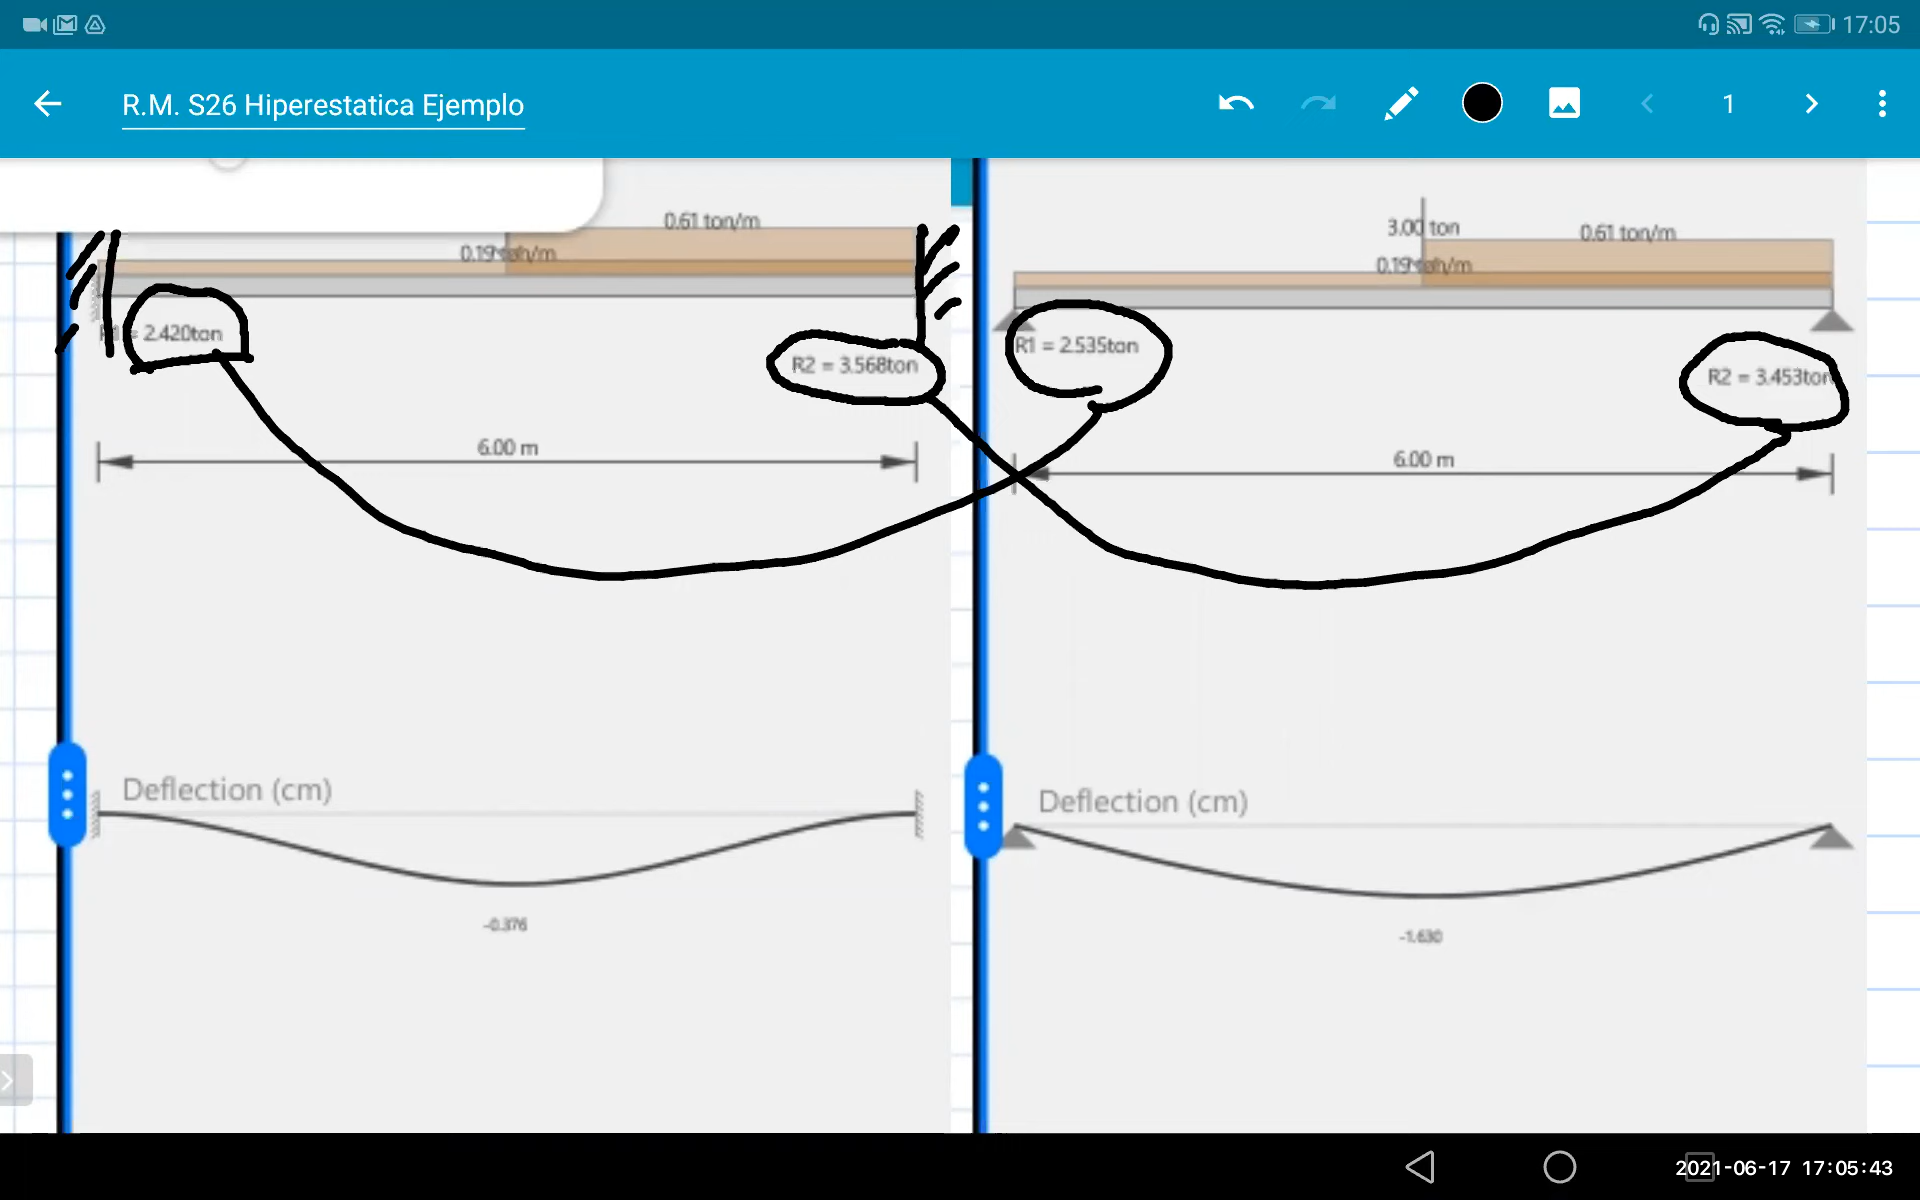 17:05
R.M. S26 Hiperestatica Ejemplo
1
0.61 ton/m
= 2.420ton
R2 = 3.568ton
6.00 m
Deflection (cm)
-0.376
3.00 ton
0.61 ton/m
R1 = 2.535ton
R2 = 3.453ton
6.00 m
Deflection (cm)
-1.630
2021-06-17 17:05:43